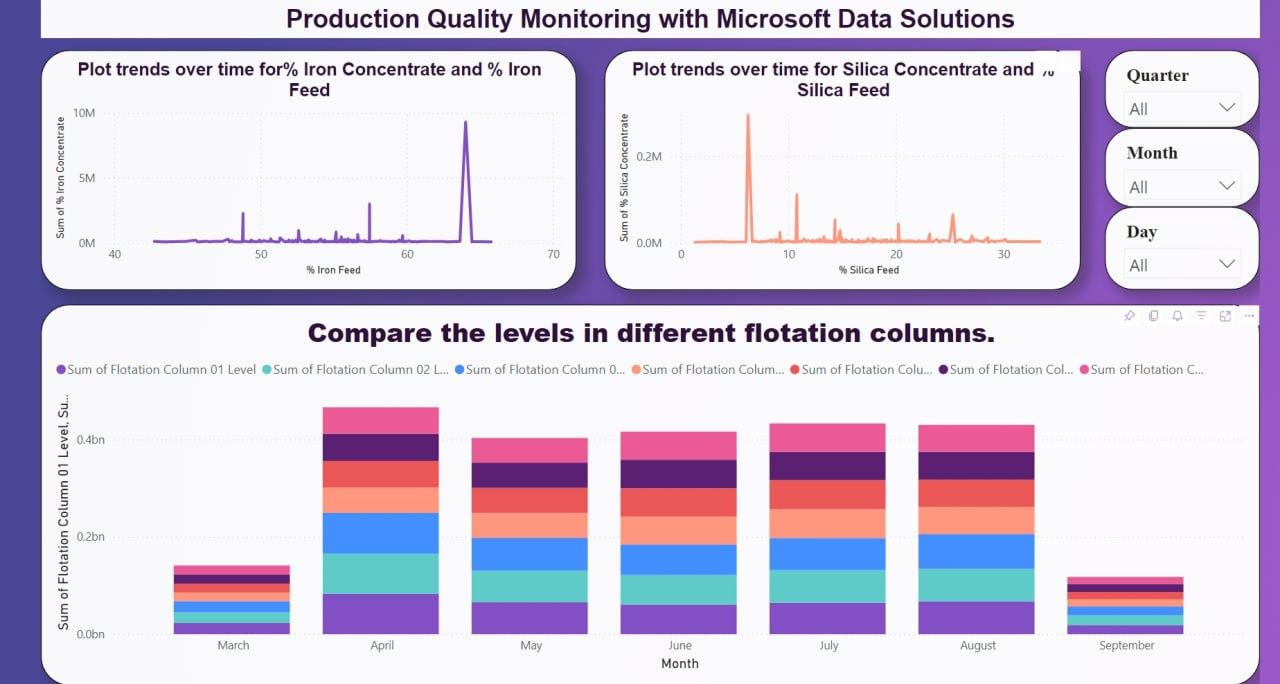 Production Quality Monitoring with Microsoft Data Solutions
Plot trends over time for% Iron Concentrate and % Iron
Feed
Sum of % Iron Concentrate
10M
5M
0M
40
50
60
70
% Iron Feed
Plot trends over time for Silica Concentrate and %
Silica Feed
Sum of % Silica Concentrate
0.2M
0.0M
0
10
20
30
% Silica Feed
Quarter
All
Month
All
Day
All
Compare the levels in different flotation columns.
Sum of Flotation Column 01 Level
Sum of Flotation Column 02 L...
Sum of Flotation Column 0...
Sum of Flotation Colum...
Sum of Flotation Colu...
Sum of Flotation Col...
Sum of Flotation C...
Sum of Flotation Column 01 Level, Su...
0.4bn
0.2bn
0.0bn
March
April
May
June
July
August
September
Month